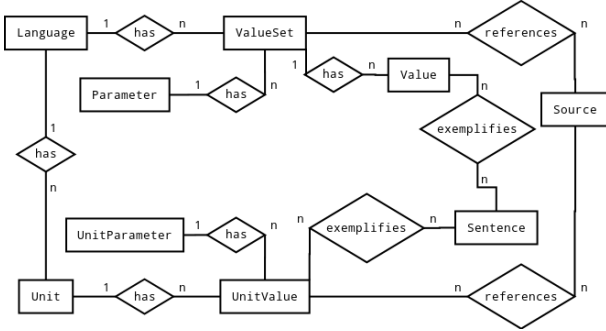 Language 1 has n ValueSet n references n
1 has n Value n
Parameter 1 has n
Source
exemplifies
1
has
n
n
UnitParameter 1 has n
n exemplifies n Sentence
n
Unit 1 has n UnitValue n references n